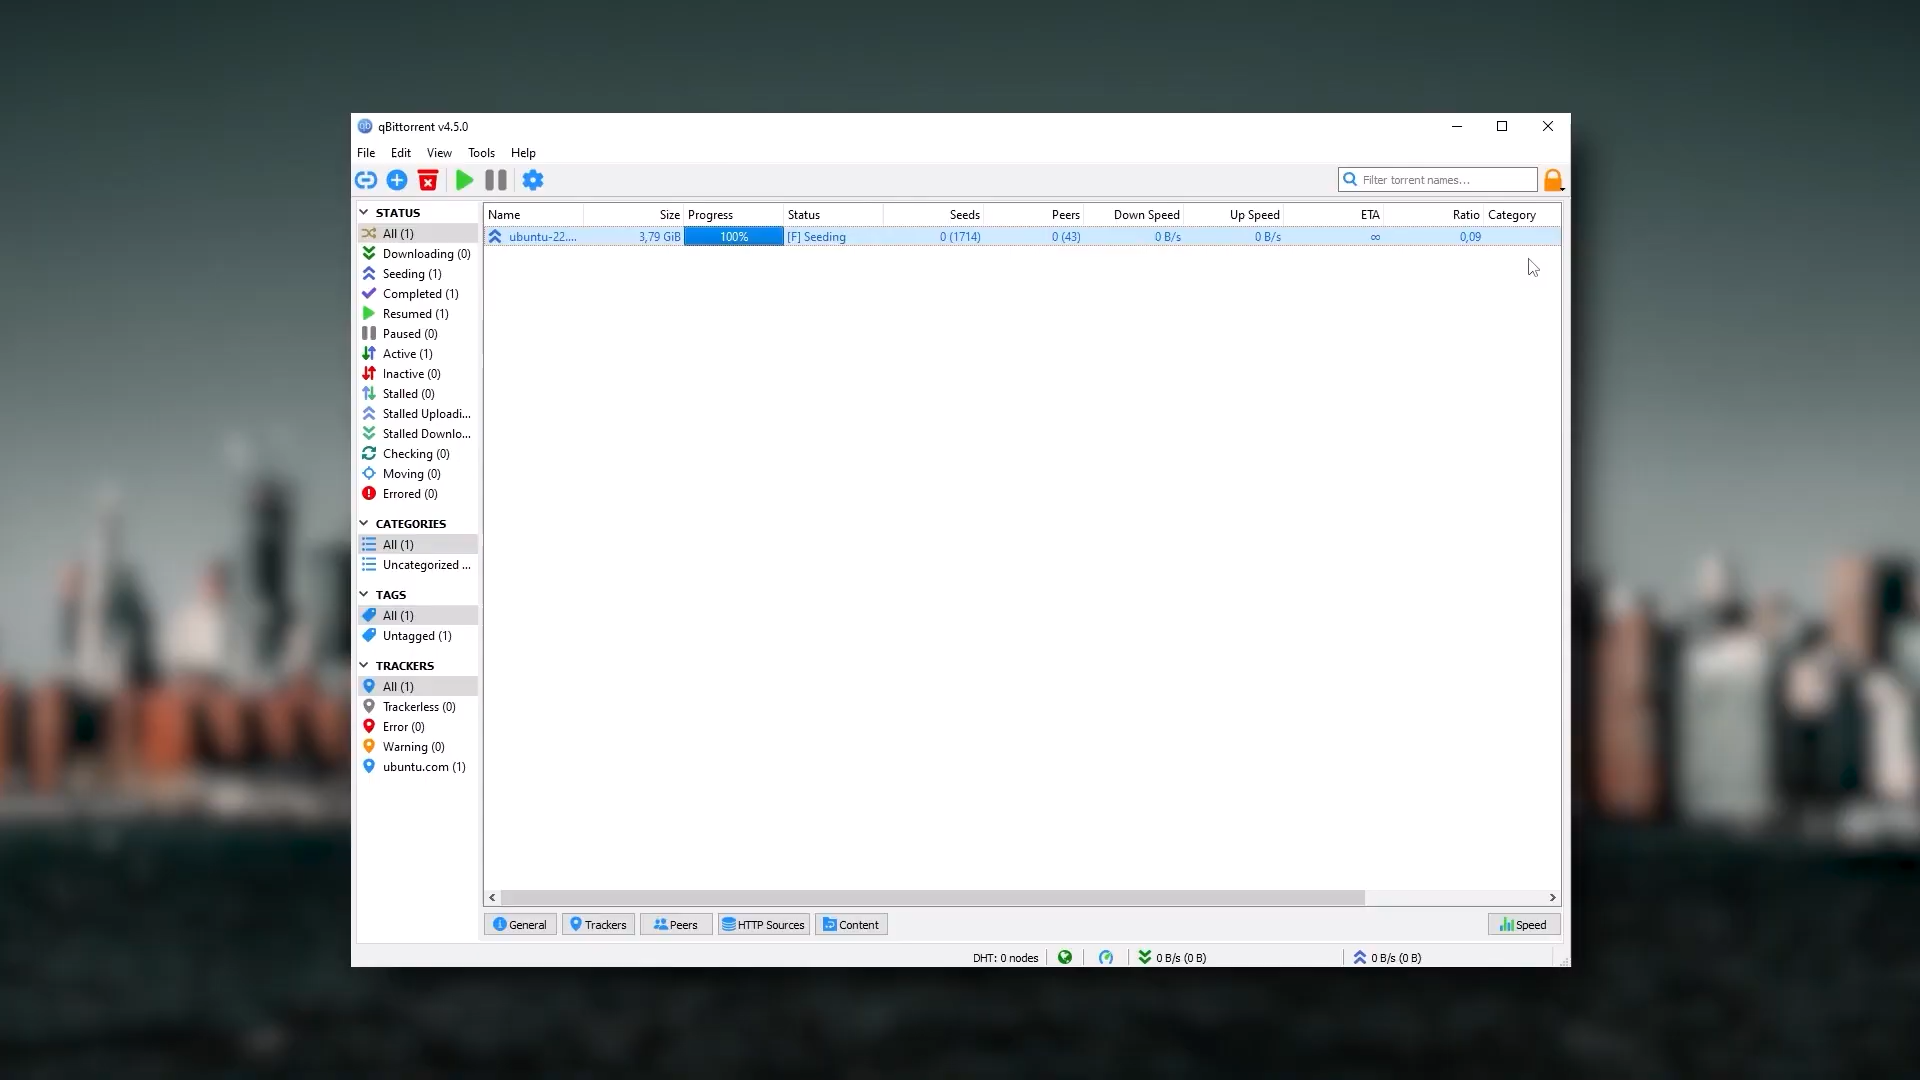 qBittorrent v4.5.0
File Edit View Tools Help
Filter torrent names...
STATUS
All (1)
Downloading (0)
Seeding (1)
Completed (1)
Resumed (1)
Paused (0)
Active (1)
Inactive (0)
Stalled (0)
Stalled Uploadi...
Stalled Downlo...
Checking (0)
Moving (0)
Errored (0)
CATEGORIES
All (1)
Uncategorized ...
TAGS
All (1)
Untagged (1)
TRACKERS
All (1)
Trackerless (0)
Error (0)
Warning (0)
ubuntu.com (1)
Name Size Progress Status Seeds Peers Down Speed Up Speed ETA Ratio Category
ubuntu-22.... 3,79 GiB 100% [F] Seeding 0 (1714) 0 (43) 0 B/s 0 B/s ∞ 0,09
General Trackers Peers HTTP Sources Content Speed
DHT: 0 nodes 0 B/s (0 B) 0 B/s (0 B)